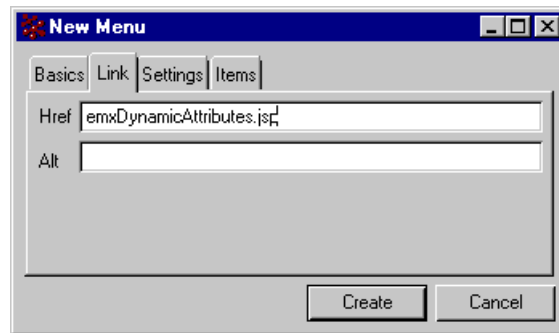 New Menu
Basics Link Settings Items
Href emxDynamicAttributes.jsp
Alt
Create Cancel